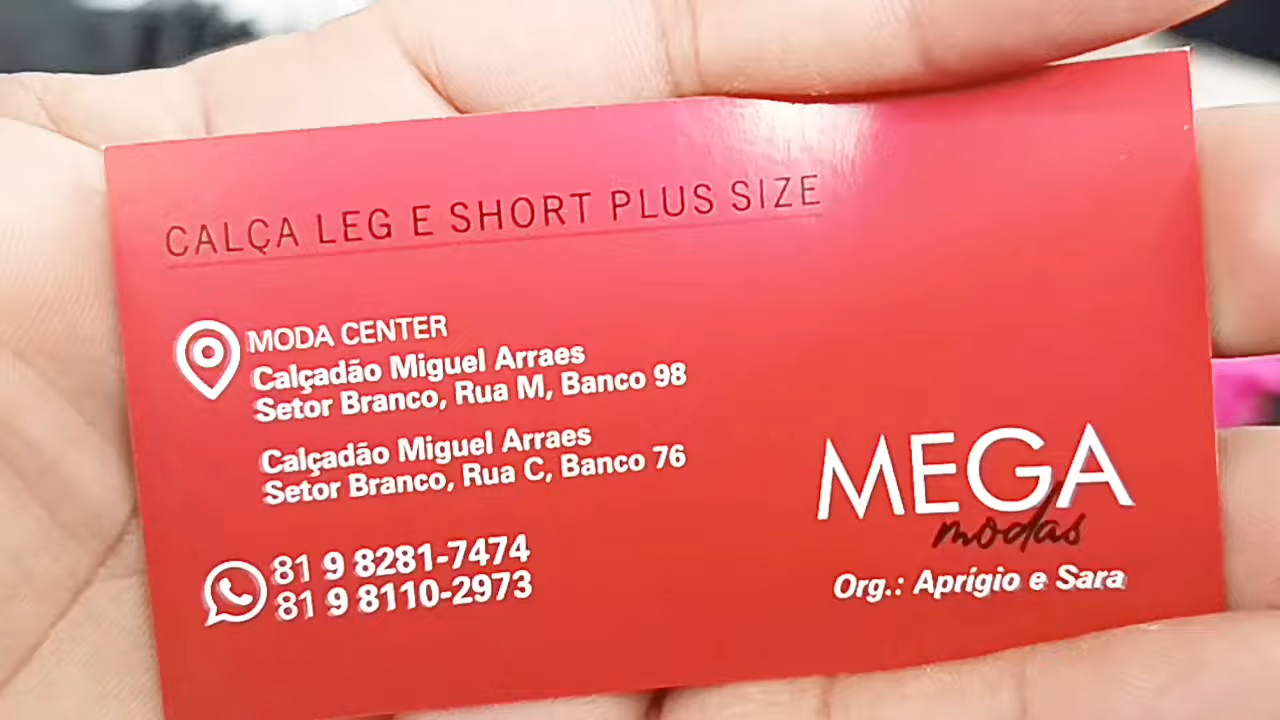 CALÇA LEG E SHORT PLUS SIZE
MODA CENTER
Calçadão Miguel Arraes
Setor Branco, Rua M, Banco 98
Calçadão Miguel Arraes
Setor Branco, Rua C, Banco 76
81 9 8281-7474
81 9 8110-2973
MEGA
modas
Org.: Aprígio e Sara